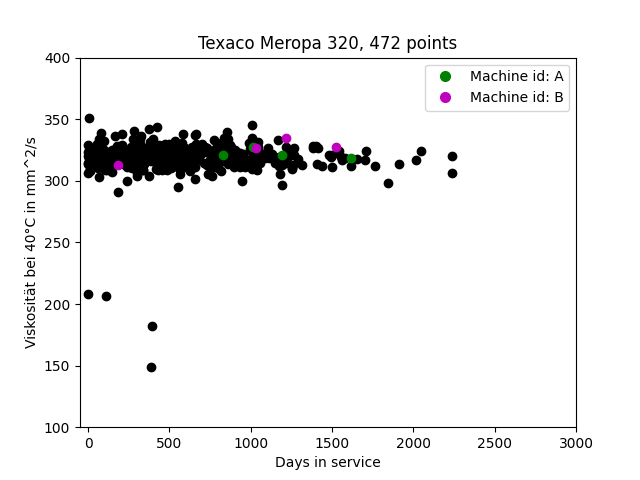 Texaco Meropa 320, 472 points
400
350
300
250
200
150
100
Viskosität bei 40°C in mm^2/s
Machine id: A
Machine id: B
0 500 1000 1500 2000 2500 3000
Days in service